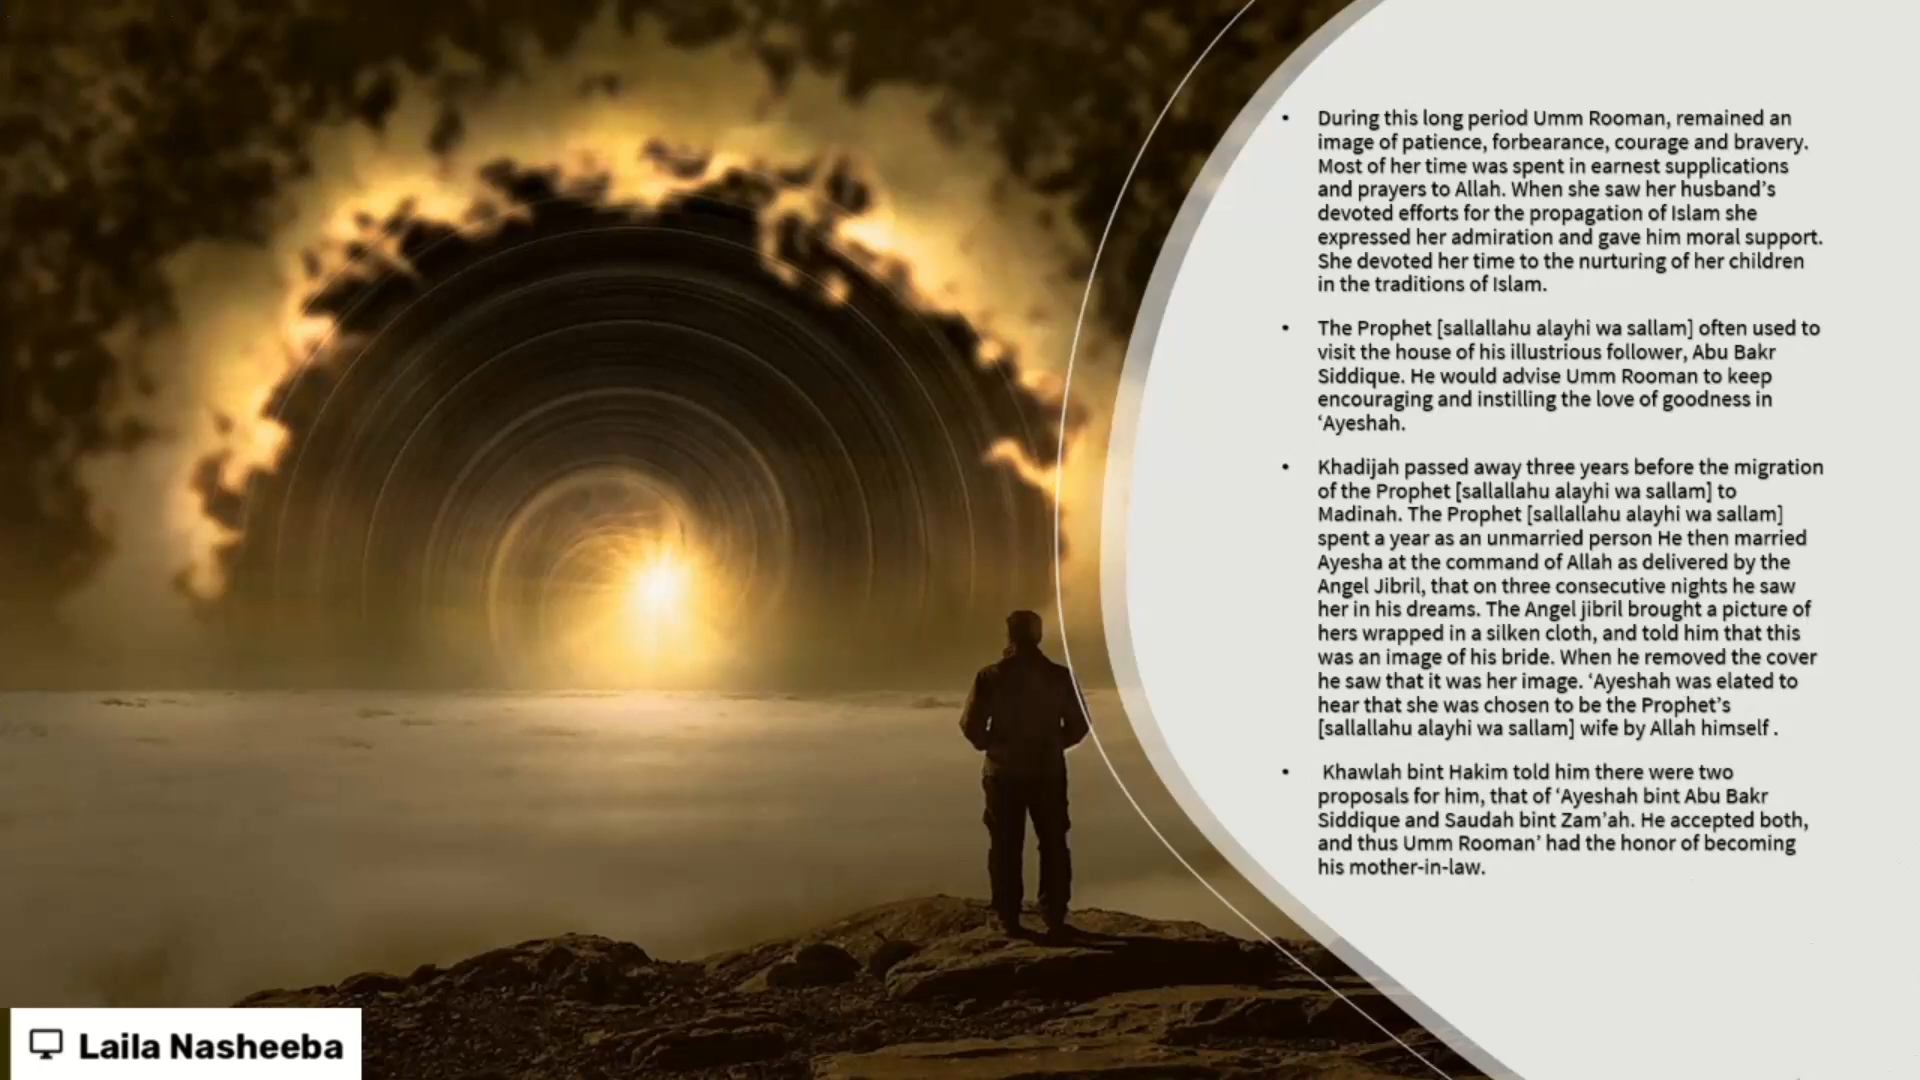 • During this long period Umm Rooman, remained an
image of patience, forbearance, courage and bravery.
Most of her time was spent in earnest supplications
and prayers to Allah. When she saw her husband’s
devoted efforts for the propagation of Islam she
expressed her admiration and gave him moral support.
She devoted her time to the nurturing of her children
in the traditions of Islam.
• The Prophet [sallallahu alayhi wa sallam] often used to
visit the house of his illustrious follower, Abu Bakr
Siddique. He would advise Umm Rooman to keep
encouraging and instilling the love of goodness in
‘Ayeshah.
• Khadijah passed away three years before the migration
of the Prophet [sallallahu alayhi wa sallam] to
Madinah. The Prophet [sallallahu alayhi wa sallam]
spent a year as an unmarried person He then married
Ayesha at the command of Allah as delivered by the
Angel Jibril, that on three consecutive nights he saw
her in his dreams. The Angel jibril brought a picture of
hers wrapped in a silken cloth, and told him that this
was an image of his bride. When he removed the cover
he saw that it was her image. ‘Ayeshah was elated to
hear that she was chosen to be the Prophet’s
[sallallahu alayhi wa sallam] wife by Allah himself .
• Khawlah bint Hakim told him there were two
proposals for him, that of ‘Ayeshah bint Abu Bakr
Siddique and Saudah bint Zam’ah. He accepted both,
and thus Umm Rooman’ had the honor of becoming
his mother-in-law.
Laila Nasheeba